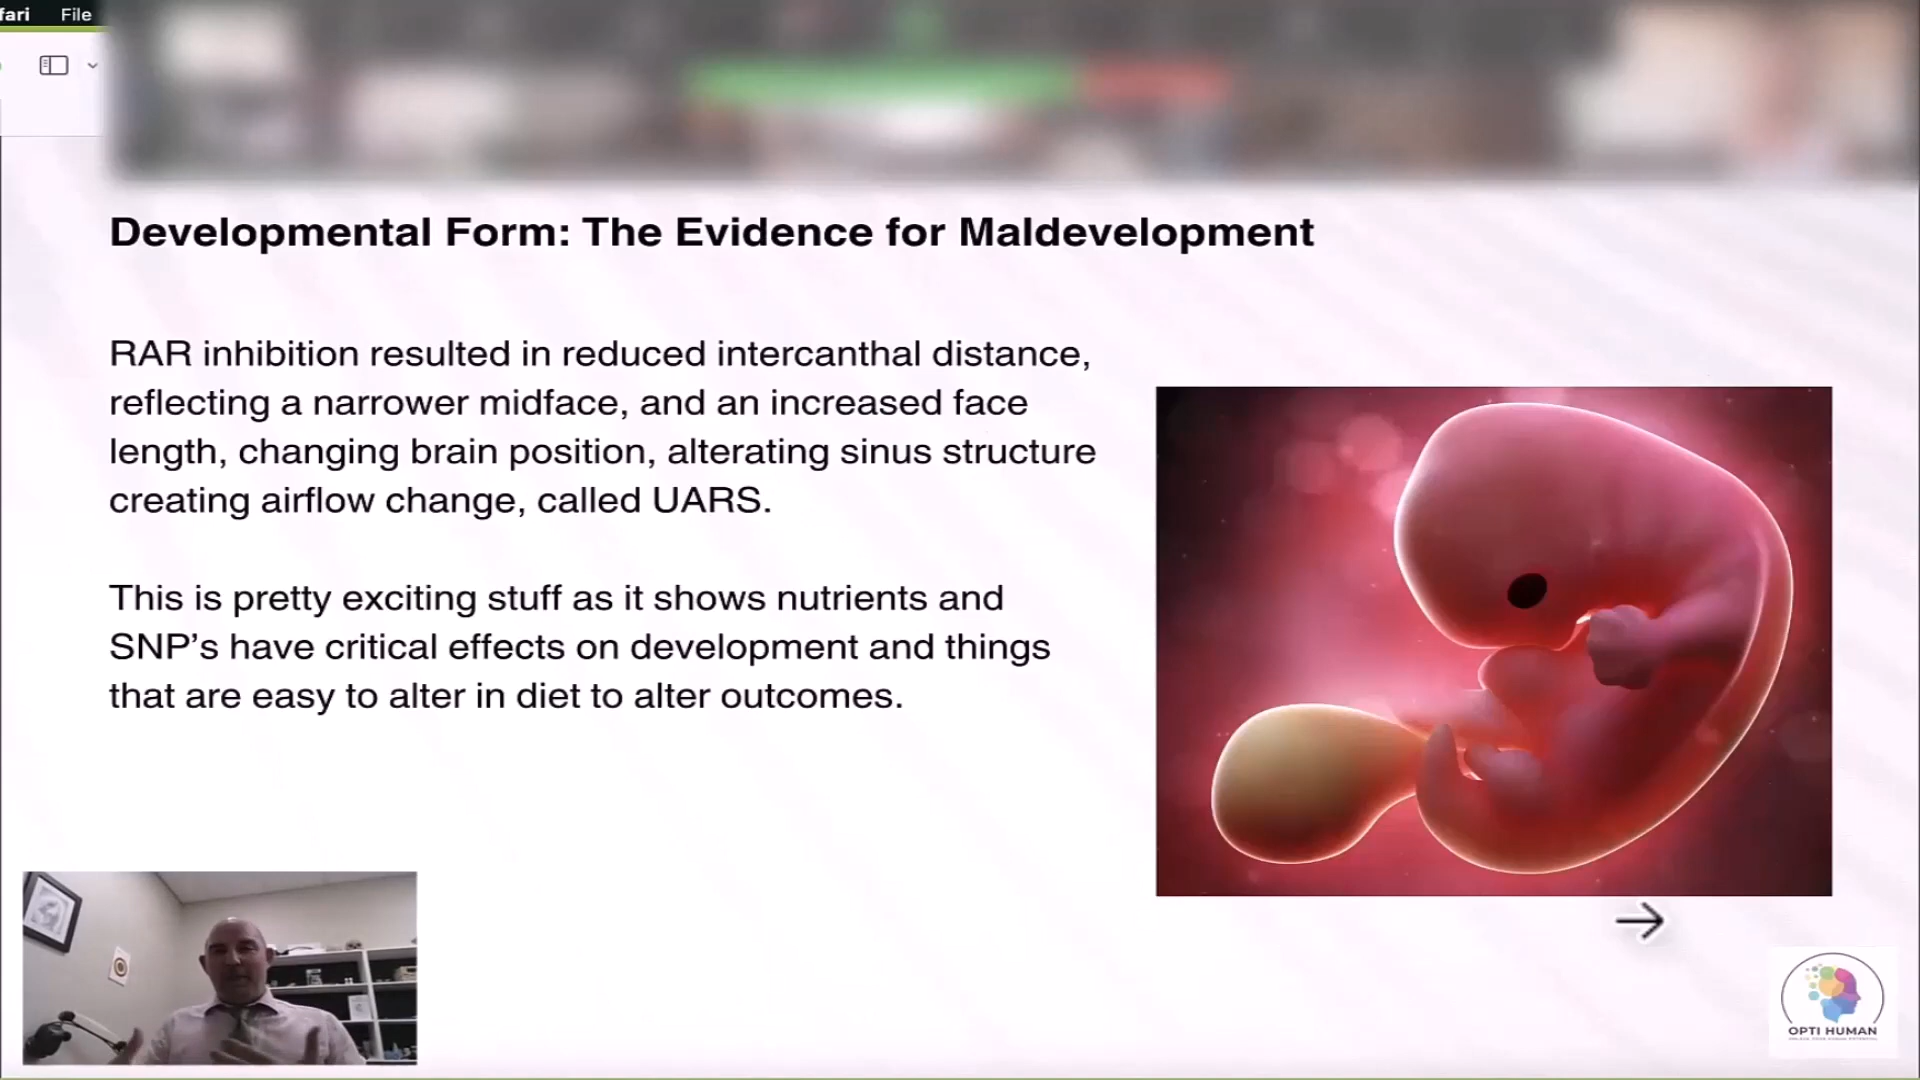 fari File
Developmental Form: The Evidence for Maldevelopment
RAR inhibition resulted in reduced intercanthal distance,
reflecting a narrower midface, and an increased face
length, changing brain position, alterating sinus structure
creating airflow change, called UARS.
This is pretty exciting stuff as it shows nutrients and
SNP's have critical effects on development and things
that are easy to alter in diet to alter outcomes.
OPTI HUMAN